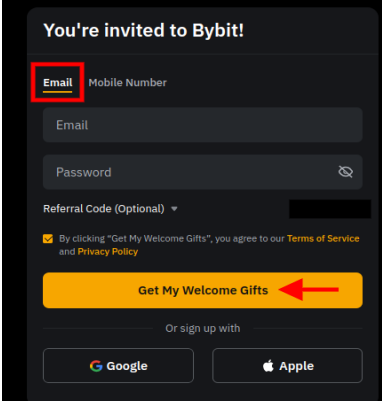 You're invited to Bybit!
Email Mobile Number
Email
Password
Referral Code (Optional)
By clicking "Get My Welcome Gifts", you agree to our Terms of Service
and Privacy Policy
Get My Welcome Gifts
Or sign up with
Google Apple